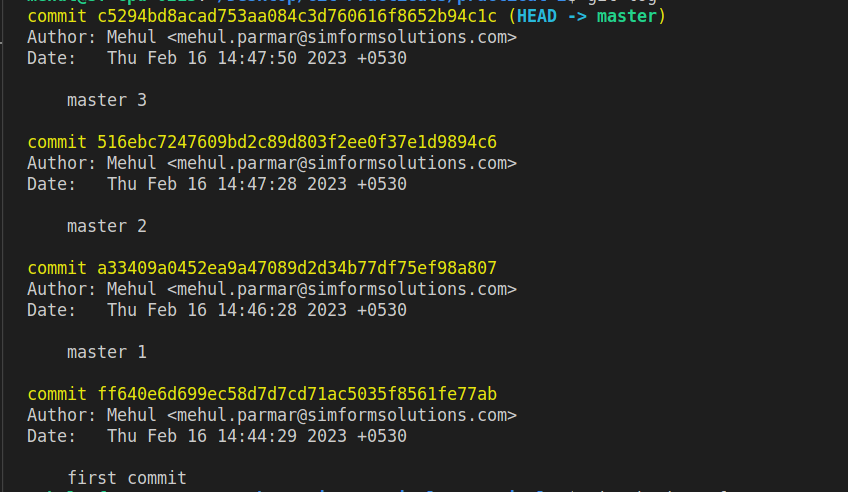 commit c5294bd8acad753aa084c3d760616f8652b94c1c (HEAD -> master)
Author: Mehul <mehul.parmar@simformsolutions.com>
Date:   Thu Feb 16 14:47:50 2023 +0530
master 3
commit 516ebc7247609bd2c89d803f2ee0f37e1d9894c6
Author: Mehul <mehul.parmar@simformsolutions.com>
Date:   Thu Feb 16 14:47:28 2023 +0530
master 2
commit a33409a0452ea9a47089d2d34b77df75ef98a807
Author: Mehul <mehul.parmar@simformsolutions.com>
Date:   Thu Feb 16 14:46:28 2023 +0530
master 1
commit ff640e6d699ec58d7d7cd71ac5035f8561fe77ab
Author: Mehul <mehul.parmar@simformsolutions.com>
Date:   Thu Feb 16 14:44:29 2023 +0530
first commit